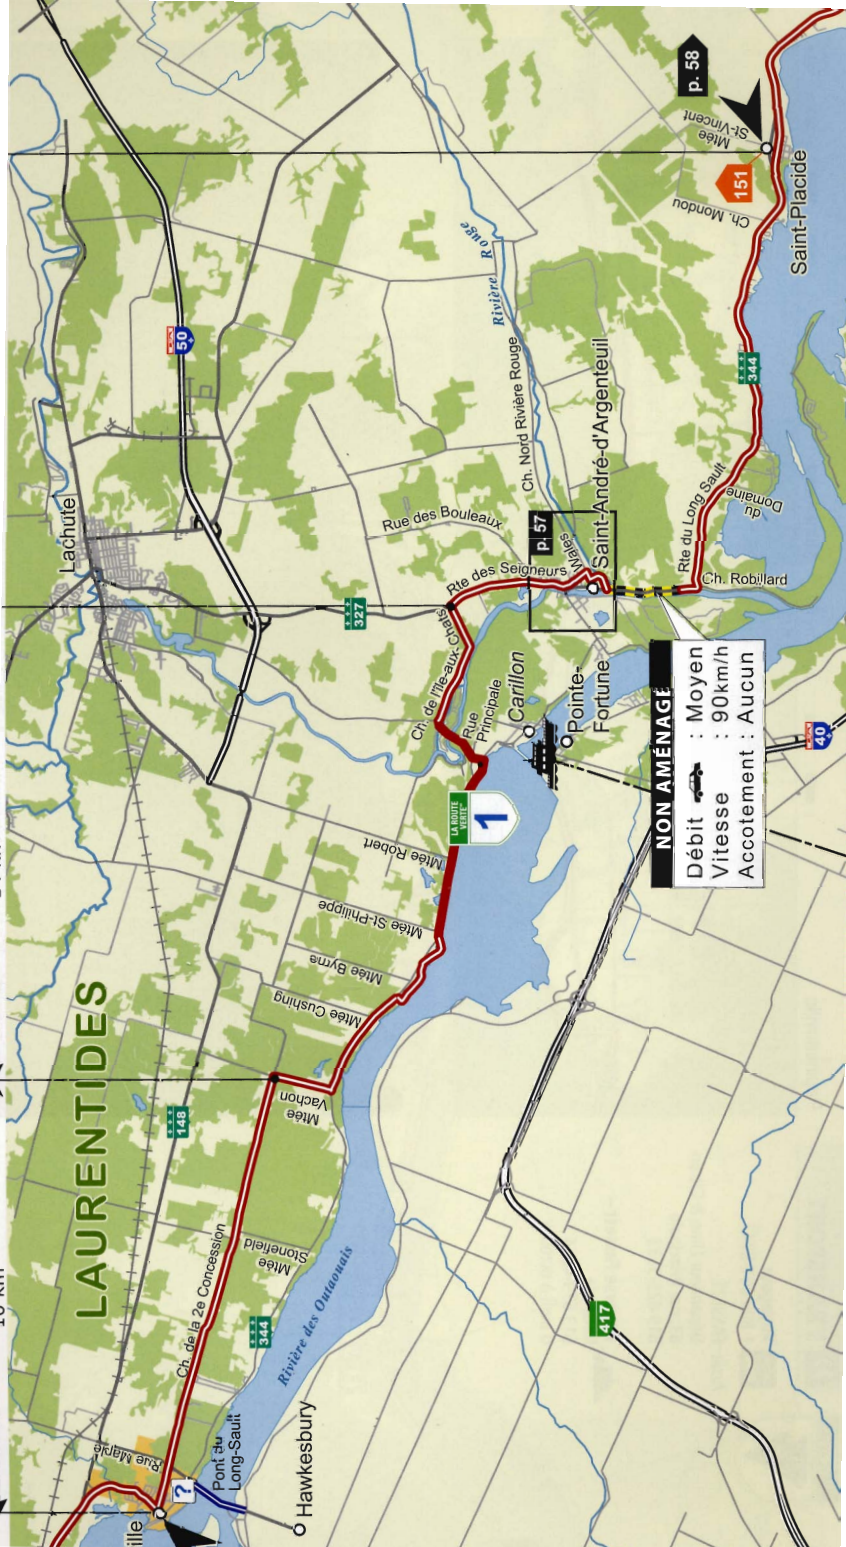 LAURENTIDES
Lachute
50
148
344
327
Ch. de la 2e Concession
Rue Maple
Pont du
Long-Sault
?
ille
Hawkesbury
Rivière des Outaouais
Mtée
Stonefield
Mtée
Vachon
Mtée Cushing
Mtée Byrne
Mtée St-Philippe
Mtée Robert
LA ROUTE
VERTE
1
Ch. de l'Île-aux-Chats
Rue
Principale
Carillon
Pointe-
Fortune
Rte des Seigneurs
Rue des Bouleaux
Ch. Nord Rivière Rouge
Rivière Rouge
p. 57
Wales
Saint-André-d'Argenteuil
Ch. Robillard
Rte du Long Sault
du
Domaine
344
Ch. Mondou
Mtée
St-Vincent
151
p. 58
Saint-Placide
NON AMÉNAGÉ
Débit : Moyen
Vitesse : 90km/h
Accotement : Aucun
40
417